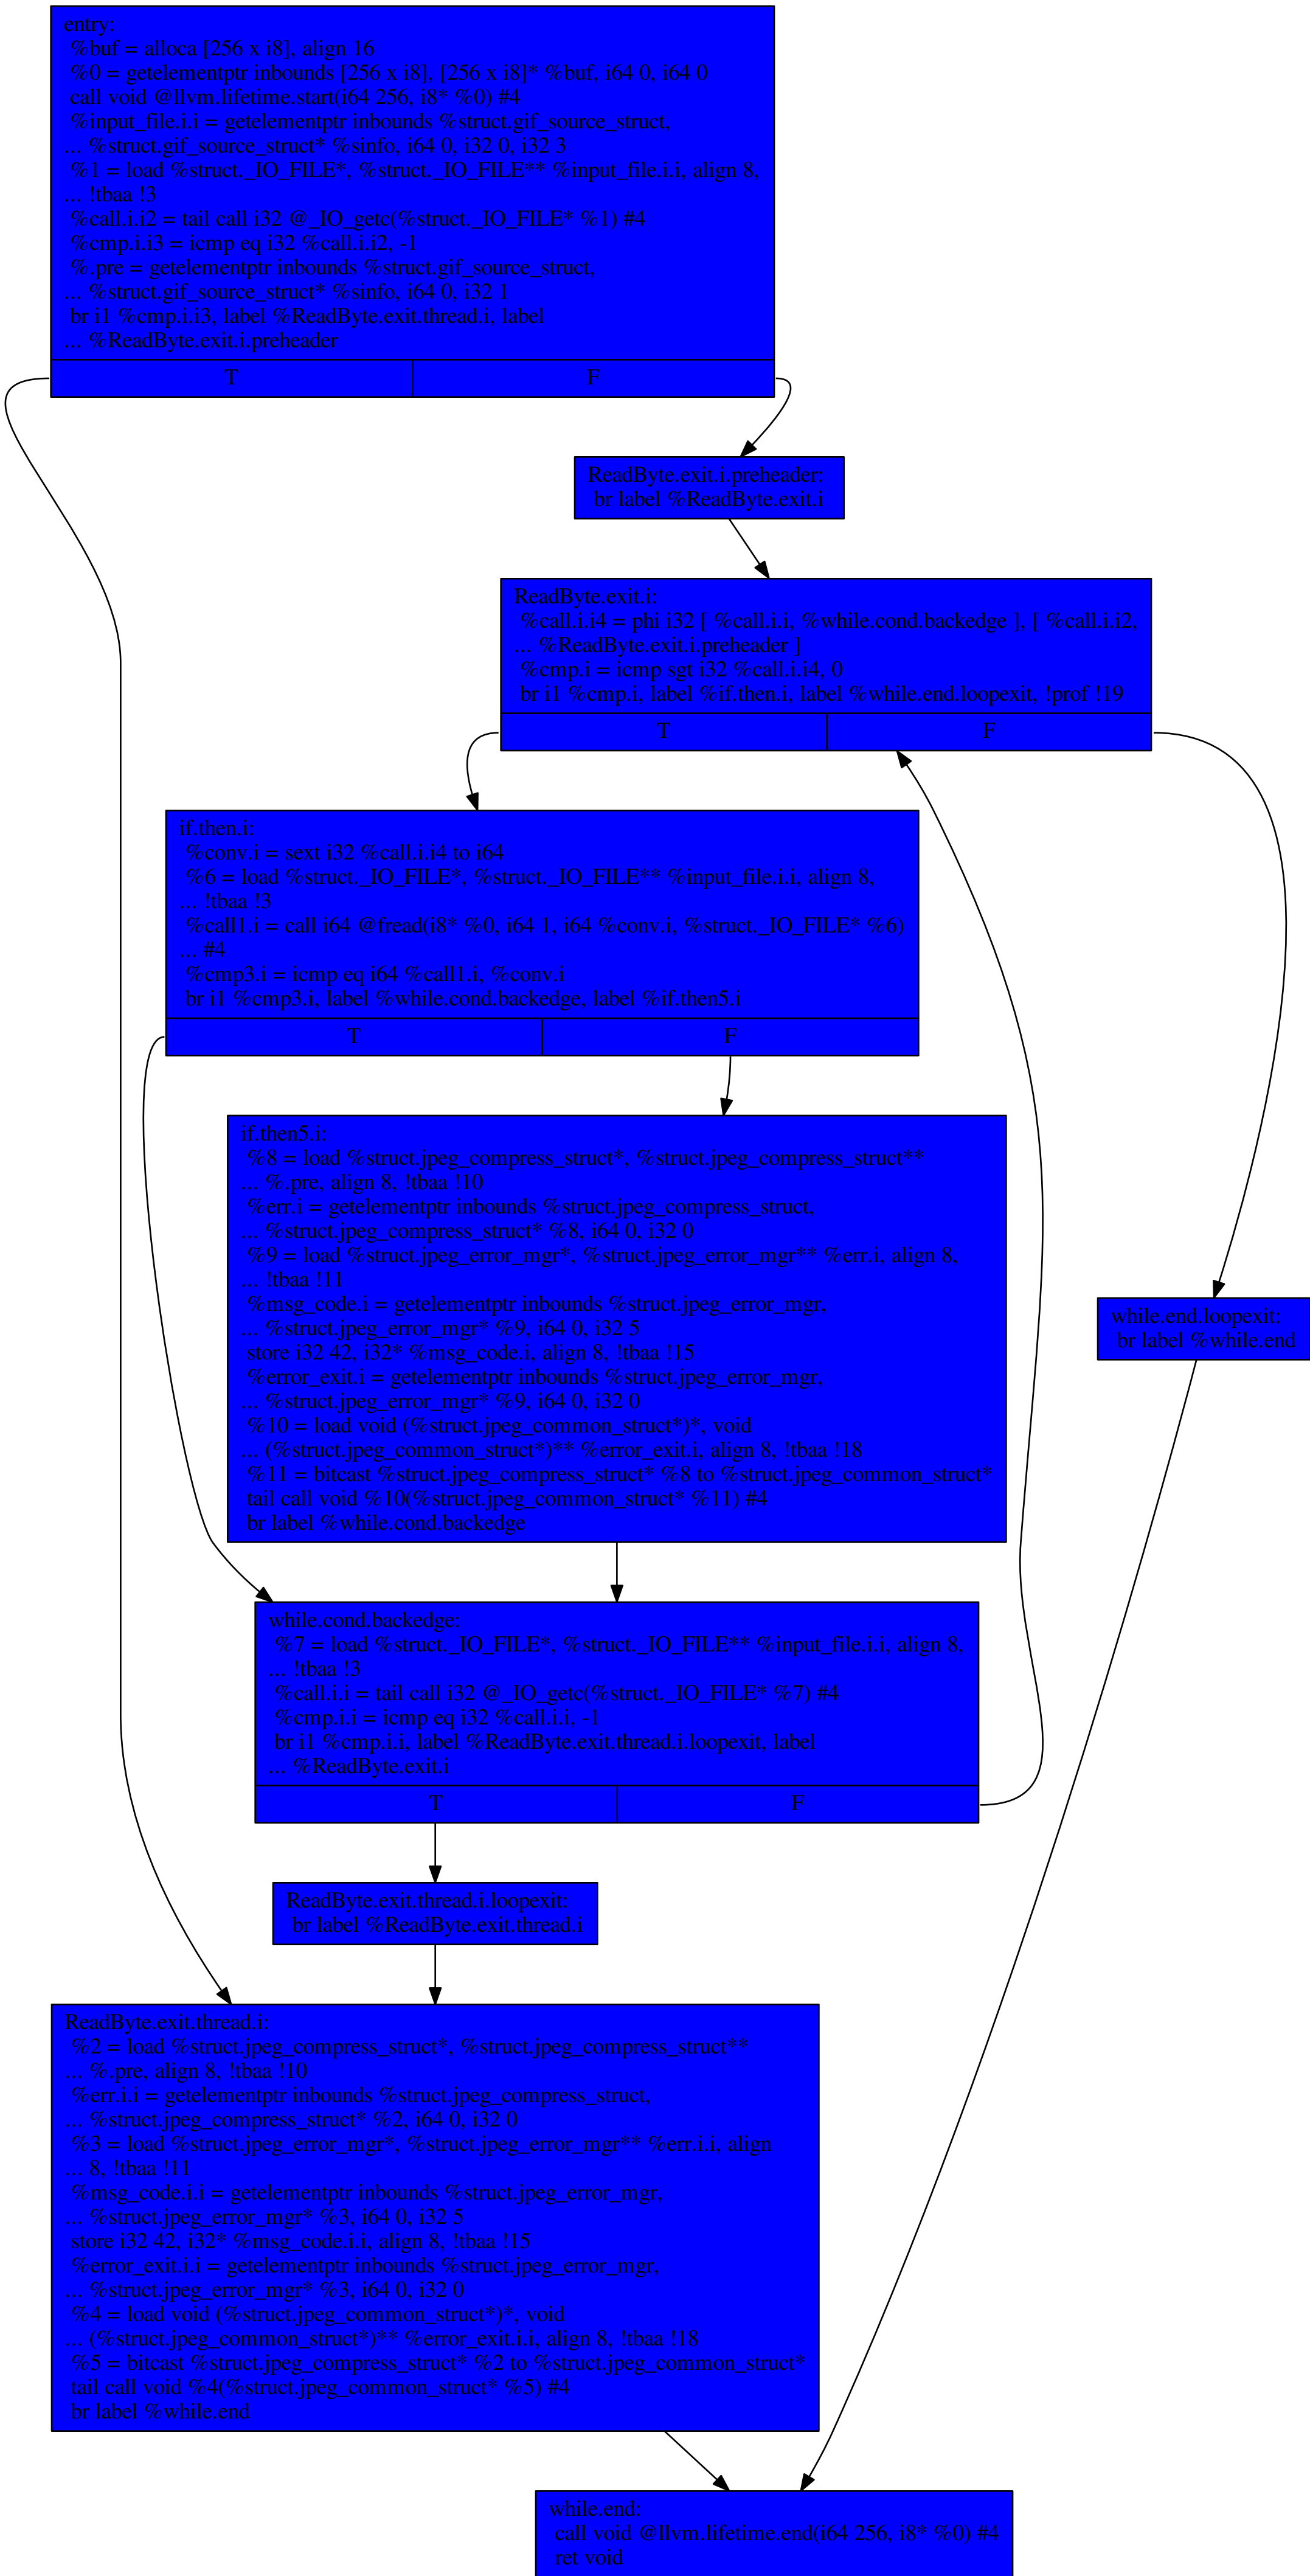 entry:
%buf = alloca [256 x i8], align 16
%0 = getelementptr inbounds [256 x i8], [256 x i8]* %buf, i64 0, i64 0
call void @llvm.lifetime.start(i64 256, i8* %0) #4
%input_file.i.i = getelementptr inbounds %struct.gif_source_struct,
... %struct.gif_source_struct* %sinfo, i64 0, i32 0, i32 3
%1 = load %struct._IO_FILE*, %struct._IO_FILE** %input_file.i.i, align 8,
... !tbaa !3
%call.i.i2 = tail call i32 @_IO_getc(%struct._IO_FILE* %1) #4
%cmp.i.i3 = icmp eq i32 %call.i.i2, -1
%.pre = getelementptr inbounds %struct.gif_source_struct,
... %struct.gif_source_struct* %sinfo, i64 0, i32 1
br i1 %cmp.i.i3, label %ReadByte.exit.thread.i, label
... %ReadByte.exit.i.preheader
T F
ReadByte.exit.i.preheader:
br label %ReadByte.exit.i
ReadByte.exit.i:
%call.i.i4 = phi i32 [ %call.i.i, %while.cond.backedge ], [ %call.i.i2,
... %ReadByte.exit.i.preheader ]
%cmp.i = icmp sgt i32 %call.i.i4, 0
br i1 %cmp.i, label %if.then.i, label %while.end.loopexit, !prof !19
T F
if.then.i:
%conv.i = sext i32 %call.i.i4 to i64
%6 = load %struct._IO_FILE*, %struct._IO_FILE** %input_file.i.i, align 8,
... !tbaa !3
%call1.i = call i64 @fread(i8* %0, i64 1, i64 %conv.i, %struct._IO_FILE* %6)
... #4
%cmp3.i = icmp eq i64 %call1.i, %conv.i
br i1 %cmp3.i, label %while.cond.backedge, label %if.then5.i
T F
if.then5.i:
%8 = load %struct.jpeg_compress_struct*, %struct.jpeg_compress_struct**
... %.pre, align 8, !tbaa !10
%err.i = getelementptr inbounds %struct.jpeg_compress_struct,
... %struct.jpeg_compress_struct* %8, i64 0, i32 0
%9 = load %struct.jpeg_error_mgr*, %struct.jpeg_error_mgr** %err.i, align 8,
... !tbaa !11
%msg_code.i = getelementptr inbounds %struct.jpeg_error_mgr,
... %struct.jpeg_error_mgr* %9, i64 0, i32 5
store i32 42, i32* %msg_code.i, align 8, !tbaa !15
%error_exit.i = getelementptr inbounds %struct.jpeg_error_mgr,
... %struct.jpeg_error_mgr* %9, i64 0, i32 0
%10 = load void (%struct.jpeg_common_struct*)*, void
... (%struct.jpeg_common_struct*)** %error_exit.i, align 8, !tbaa !18
%11 = bitcast %struct.jpeg_compress_struct* %8 to %struct.jpeg_common_struct*
tail call void %10(%struct.jpeg_common_struct* %11) #4
br label %while.cond.backedge
while.end.loopexit:
br label %while.end
while.cond.backedge:
%7 = load %struct._IO_FILE*, %struct._IO_FILE** %input_file.i.i, align 8,
... !tbaa !3
%call.i.i = tail call i32 @_IO_getc(%struct._IO_FILE* %7) #4
%cmp.i.i = icmp eq i32 %call.i.i, -1
br i1 %cmp.i.i, label %ReadByte.exit.thread.i.loopexit, label
... %ReadByte.exit.i
T F
ReadByte.exit.thread.i.loopexit:
br label %ReadByte.exit.thread.i
ReadByte.exit.thread.i:
%2 = load %struct.jpeg_compress_struct*, %struct.jpeg_compress_struct**
... %.pre, align 8, !tbaa !10
%err.i.i = getelementptr inbounds %struct.jpeg_compress_struct,
... %struct.jpeg_compress_struct* %2, i64 0, i32 0
%3 = load %struct.jpeg_error_mgr*, %struct.jpeg_error_mgr** %err.i.i, align
... 8, !tbaa !11
%msg_code.i.i = getelementptr inbounds %struct.jpeg_error_mgr,
... %struct.jpeg_error_mgr* %3, i64 0, i32 5
store i32 42, i32* %msg_code.i.i, align 8, !tbaa !15
%error_exit.i.i = getelementptr inbounds %struct.jpeg_error_mgr,
... %struct.jpeg_error_mgr* %3, i64 0, i32 0
%4 = load void (%struct.jpeg_common_struct*)*, void
... (%struct.jpeg_common_struct*)** %error_exit.i.i, align 8, !tbaa !18
%5 = bitcast %struct.jpeg_compress_struct* %2 to %struct.jpeg_common_struct*
tail call void %4(%struct.jpeg_common_struct* %5) #4
br label %while.end
while.end:
call void @llvm.lifetime.end(i64 256, i8* %0) #4
ret void